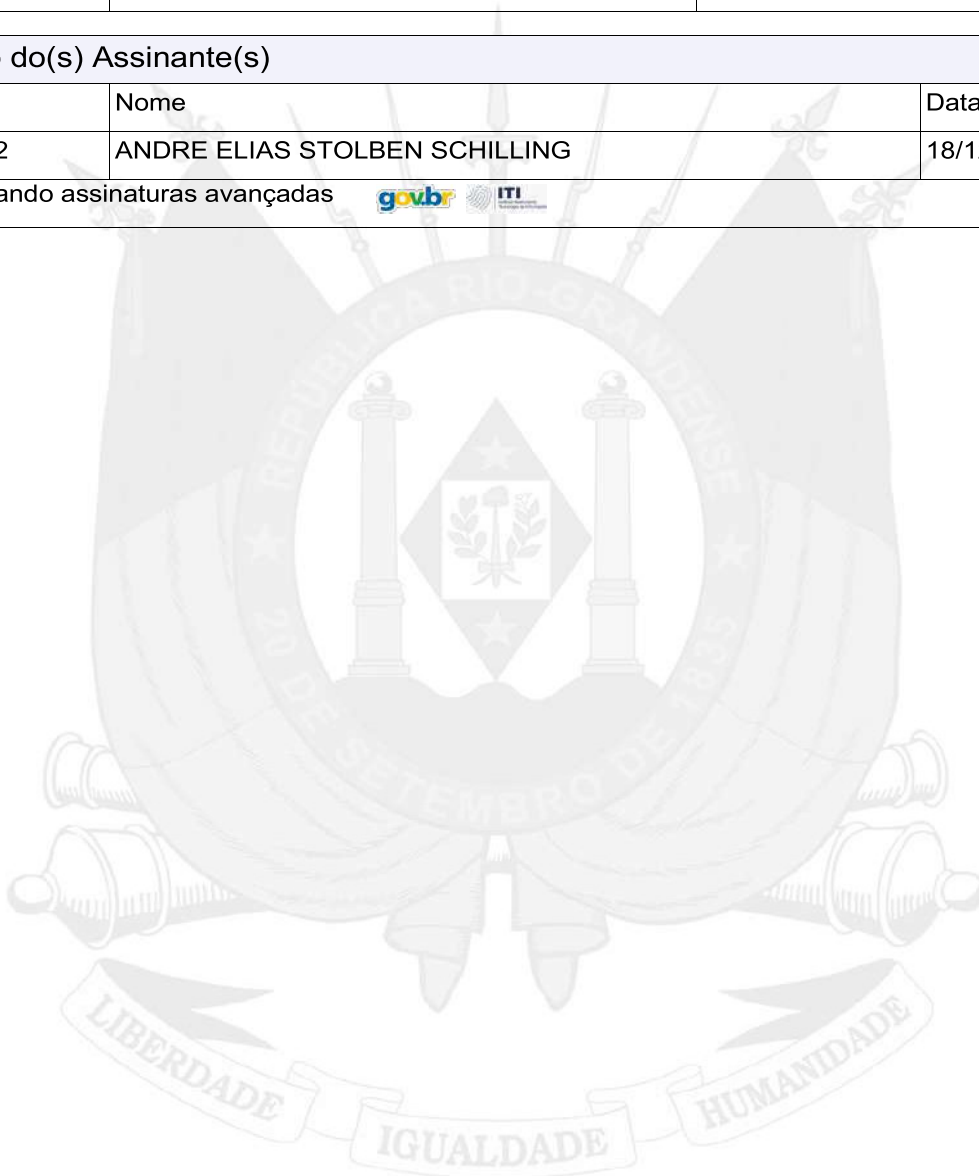 do(s) Assinante(s)
Nome Data
2 ANDRE ELIAS STOLBEN SCHILLING 18/1
ando assinaturas avançadas gov.br ITI
REPÚBLICA RIO-GRANDENSE
20 DE SETEMBRO DE 1835
LIBERDADE IGUALDADE HUMANIDADE